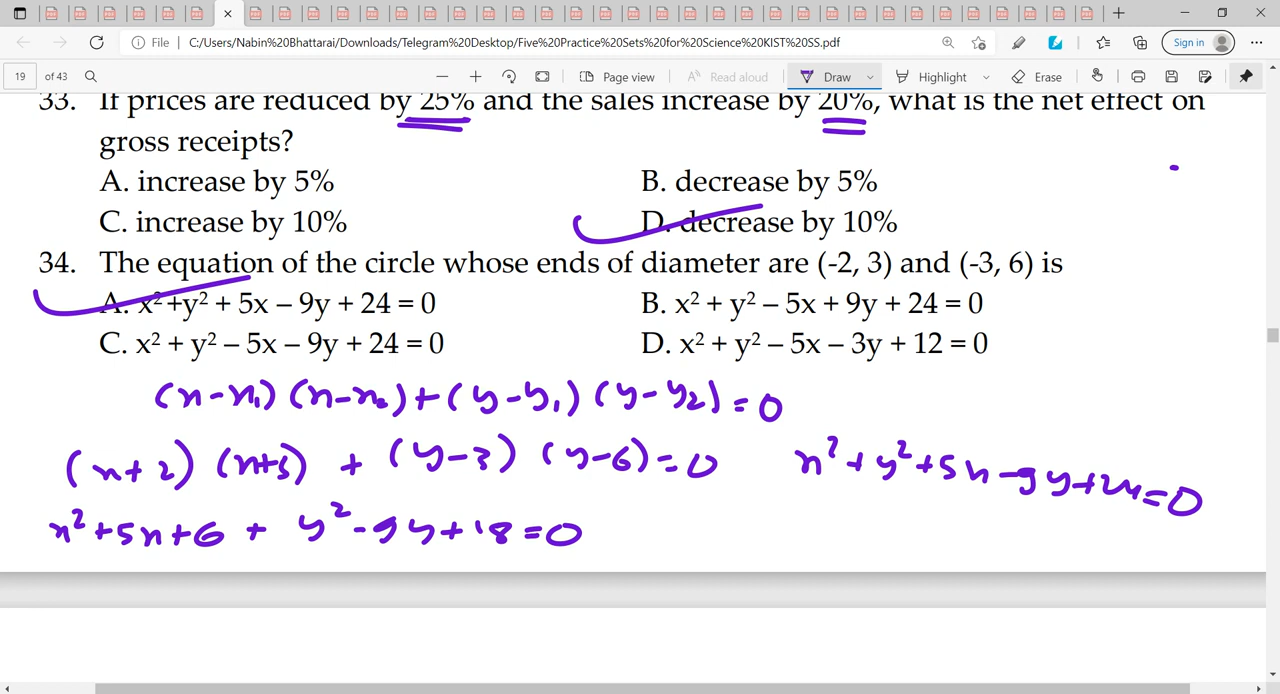 File C:/Users/Nabin%20Bhattarai/Downloads/Telegram%20Desktop/Five%20Practice%20Sets%20for%20Science%20KIST%20SS.pdf Sign in
19 of 43 Page view Read aloud Draw Highlight Erase
33. If prices are reduced by 25% and the sales increase by 20%, what is the net effect on
gross receipts?
A. increase by 5% B. decrease by 5%
C. increase by 10% D. decrease by 10%
34. The equation of the circle whose ends of diameter are (-2, 3) and (-3, 6) is
A. x² +y² + 5x – 9y + 24 = 0 B. x² + y² – 5x + 9y + 24 = 0
C. x² + y² – 5x – 9y + 24 = 0 D. x² + y² – 5x – 3y + 12 = 0
(x-x₁) (x-x₂) + (y-y₁) (y-y₂) = 0
(x+2) (x+3) + (y-3) (y-6) = 0 x² + y² + 5x - 9y + 24 = 0
x² + 5x + 6 + y² - 9y + 18 = 0